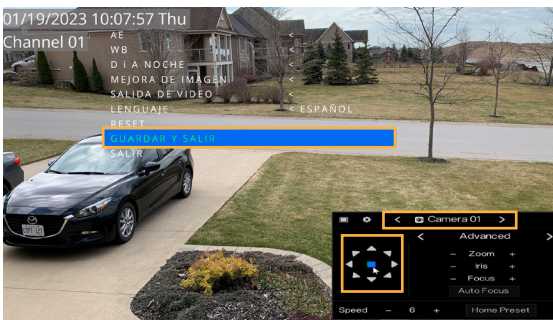 01/19/2023 10:07:57 Thu
Channel 01
AE <
WB <
D i A NOCHE <
MEJORA DE IMAGEN <
SALIDA DE VIDEO <
LENGUAJE < ESPAÑOL
RESET
GUARDAR Y SALIR
SALIR
< Camera 01 >
< Advanced >
− Zoom +
− Iris +
− Focus +
Auto Focus
Speed − 6 + Home Preset